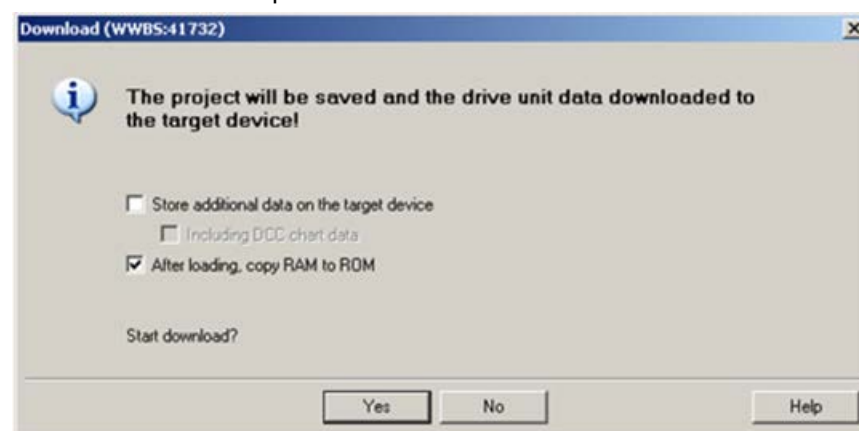 Download (WWBS:41732)
The project will be saved and the drive unit data downloaded to
the target device!
Store additional data on the target device
Including DCC chart data
After loading, copy RAM to ROM
Start download?
Yes No Help